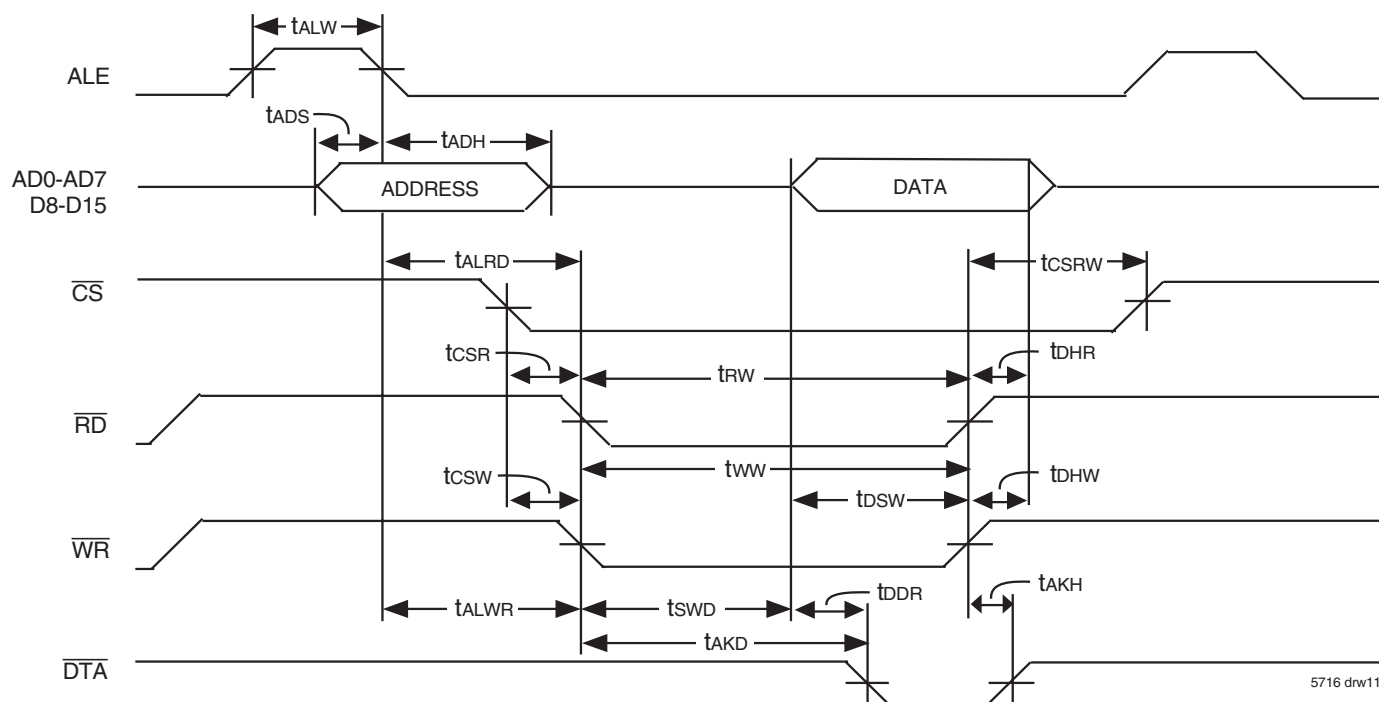 tALW
ALE
tADS
tADH
AD0-AD7
D8-D15
ADDRESS
DATA
tALRD
tCSRW
CS
tCSR
tRW
tDHR
RD
tCSW
tWW
tDHW
tDSW
WR
tDDR
tAKH
tALWR
tSWD
tAKD
DTA
5716 drw11